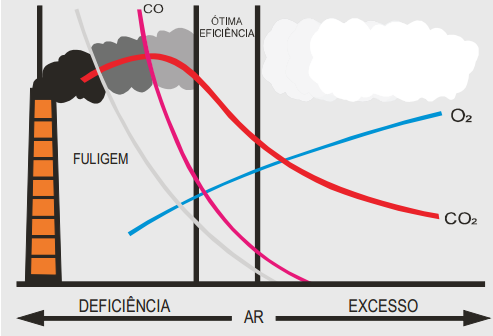 CO
ÓTIMA
EFICIÊNCIA
O₂
FULIGEM
CO₂
DEFICIÊNCIA
AR
EXCESSO